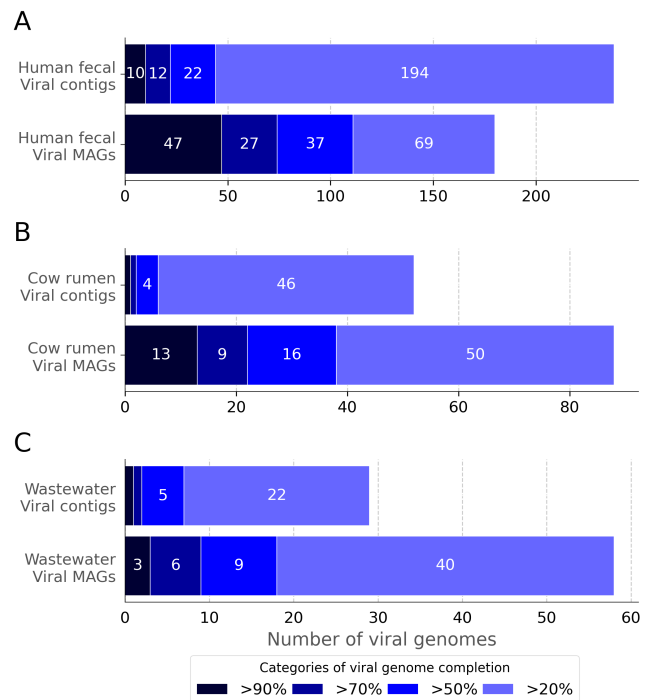 A
Human fecal
Viral contigs
10 12 22 194
Human fecal
Viral MAGs
47 27 37 69
0 50 100 150 200
B
Cow rumen
Viral contigs
4 46
Cow rumen
Viral MAGs
13 9 16 50
0 20 40 60 80
C
Wastewater
Viral contigs
5 22
Wastewater
Viral MAGs
3 6 9 40
0 10 20 30 40 50 60
Number of viral genomes
Categories of viral genome completion
>90% >70% >50% >20%